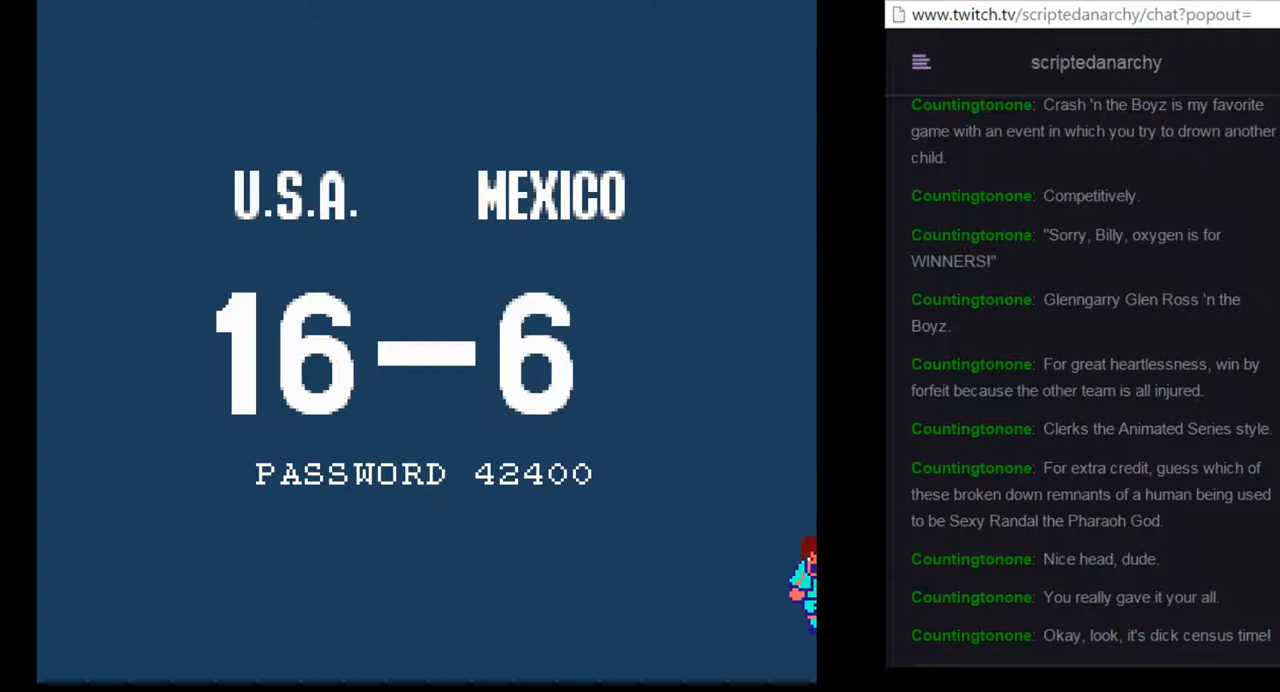 U.S.A. MEXICO
16-6
PASSWORD 42400
www.twitch.tv/scriptedanarchy/chat?popout=
scriptedanarchy
Countingtonone: Crash 'n the Boyz is my favorite
game with an event in which you try to drown another
child.
Countingtonone: Competitively.
Countingtonone: "Sorry, Billy, oxygen is for
WINNERS!"
Countingtonone: Glenngarry Glen Ross 'n the
Boyz.
Countingtonone: For great heartlessness, win by
forfeit because the other team is all injured.
Countingtonone: Clerks the Animated Series style.
Countingtonone: For extra credit, guess which of
these broken down remnants of a human being used
to be Sexy Randal the Pharaoh God.
Countingtonone: Nice head, dude.
Countingtonone: You really gave it your all.
Countingtonone: Okay, look, it's dick census time!